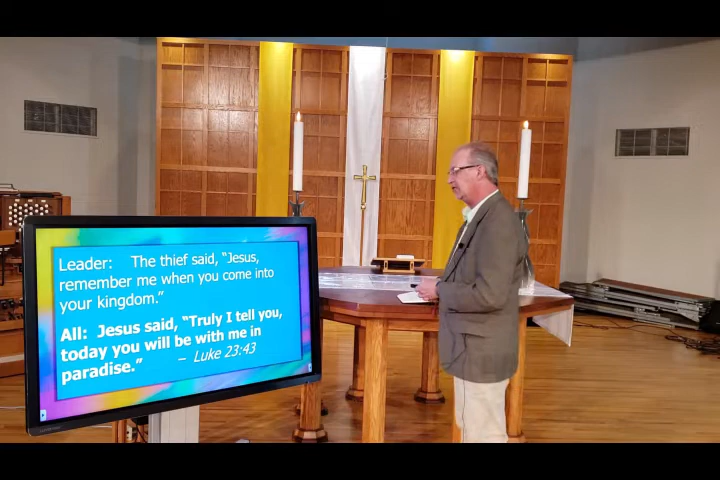 Leader: The thief said, “Jesus,
remember me when you come into
your kingdom.”
All: Jesus said, “Truly I tell you,
today you will be with me in
paradise.” – Luke 23:43